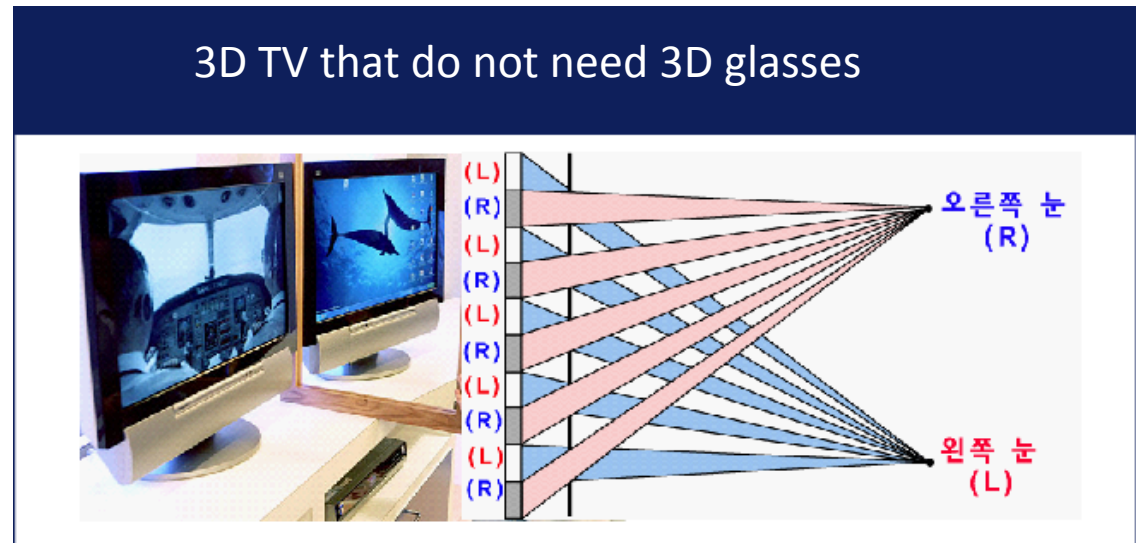 3D TV that do not need 3D glasses
(L)
(R)
(L)
(R)
(L)
(R)
(L)
(R)
(L)
(R)
오른쪽 눈
(R)
왼쪽 눈
(L)